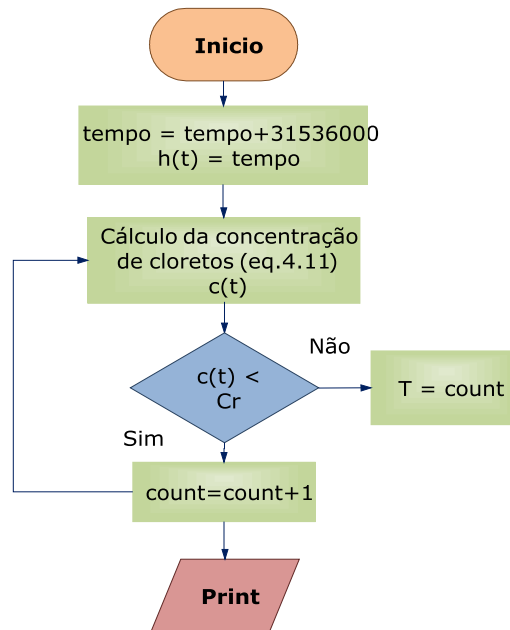 Inicio
tempo = tempo+31536000
h(t) = tempo
Cálculo da concentração
de cloretos (eq.4.11)
c(t)
c(t) <
Cr
Não
T = count
Sim
count=count+1
Print